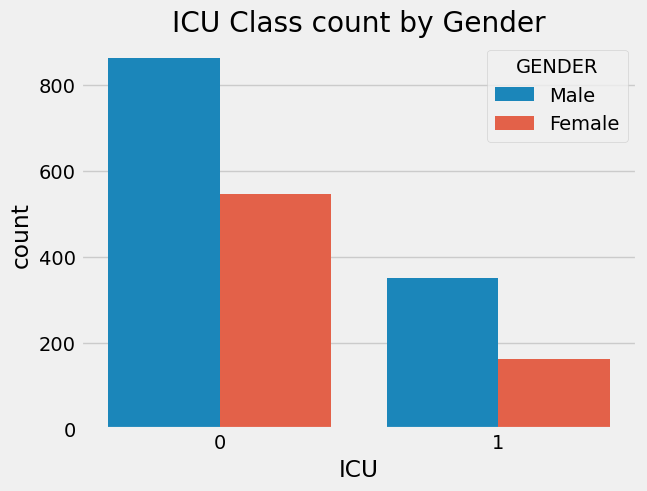 ICU Class count by Gender
GENDER
Male
Female
800
600
400
200
0
count
0 1
ICU